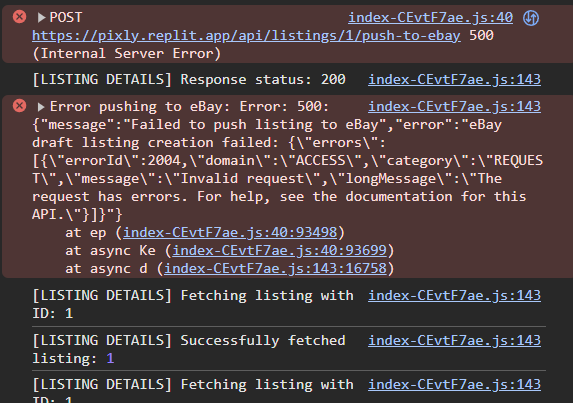 POST index-CEvtF7ae.js:40
https://pixly.replit.app/api/listings/1/push-to-ebay 500
(Internal Server Error)
[LISTING DETAILS] Response status: 200 index-CEvtF7ae.js:143
Error pushing to eBay: Error: 500: index-CEvtF7ae.js:143
{"message":"Failed to push listing to eBay","error":"eBay
draft listing creation failed: {\"errors\":
[{\"errorId\":2004,\"domain\":\"ACCESS\",\"category\":\"REQUES
T\",\"message\":\"Invalid request\",\"longMessage\":\"The
request has errors. For help, see the documentation for this
API.\"}]}"}
at ep (index-CEvtF7ae.js:40:93498)
at async Ke (index-CEvtF7ae.js:40:93699)
at async d (index-CEvtF7ae.js:143:16758)
[LISTING DETAILS] Fetching listing with index-CEvtF7ae.js:143
ID: 1
[LISTING DETAILS] Successfully fetched index-CEvtF7ae.js:143
listing: 1
[LISTING DETAILS] Fetching listing with index-CEvtF7ae.js:143
ID: 1